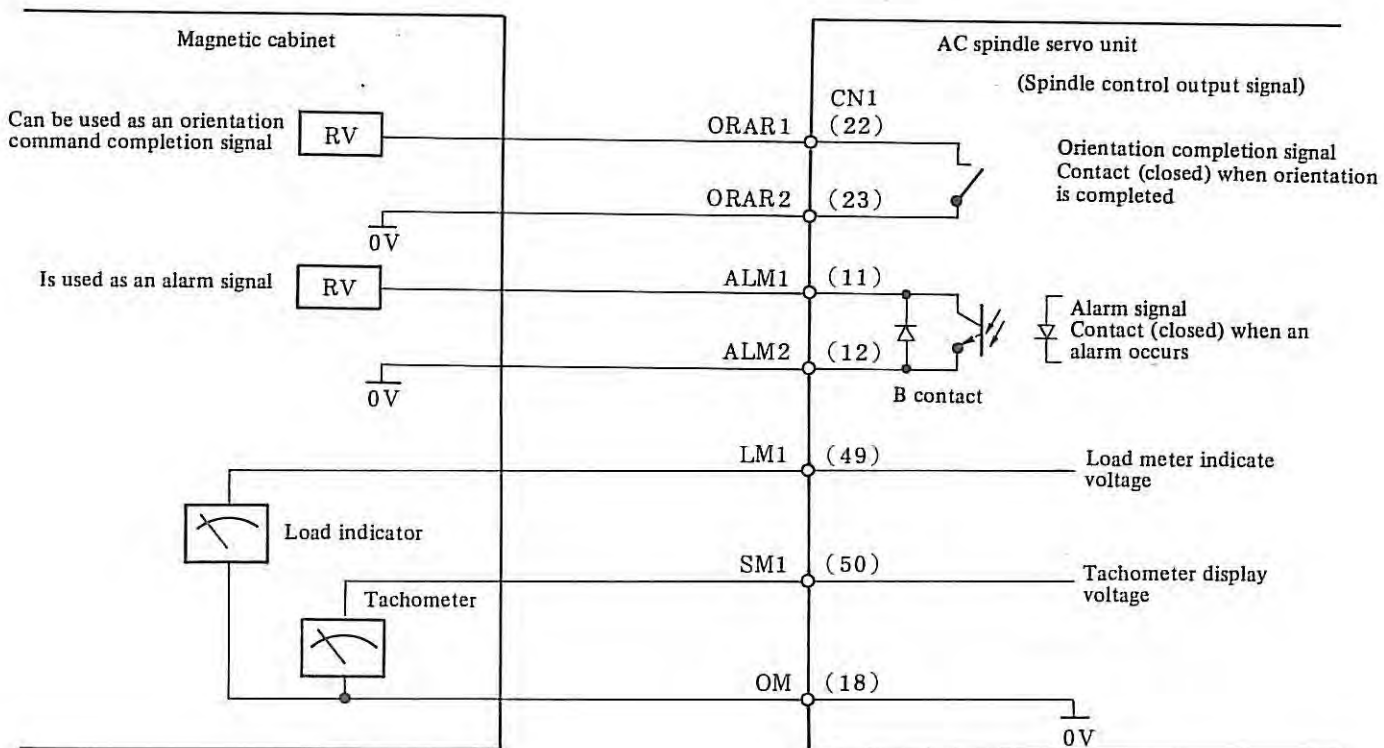 Magnetic cabinet
AC spindle servo unit
(Spindle control output signal)
CN1
Can be used as an orientation
command completion signal
RV
ORAR1
(22)
Orientation completion signal
Contact (closed) when orientation
is completed
ORAR2
(23)
0V
Is used as an alarm signal
RV
ALM1
(11)
Alarm signal
Contact (closed) when an
alarm occurs
ALM2
(12)
0V
B contact
LM1
(49)
Load meter indicate
voltage
Load indicator
SM1
(50)
Tachometer display
voltage
Tachometer
OM
(18)
0V